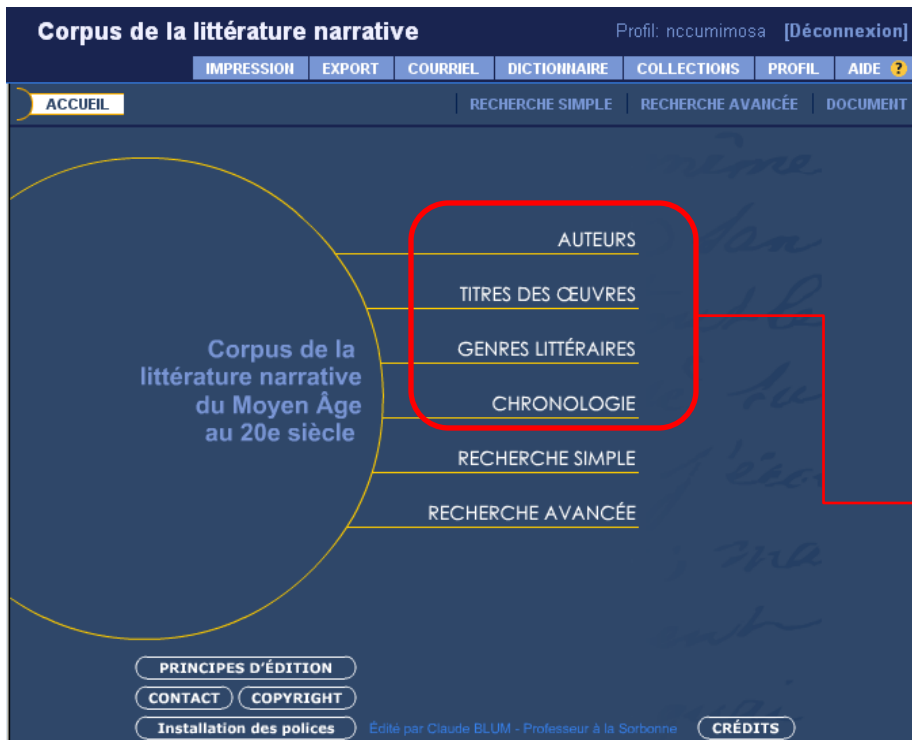 Corpus de la littérature narrative
Profil: nccumimosa [Déconnexion]
IMPRESSION EXPORT COURRIEL DICTIONNAIRE COLLECTIONS PROFIL AIDE ?
ACCUEIL RECHERCHE SIMPLE RECHERCHE AVANCÉE DOCUMENT
AUTEURS
TITRES DES ŒUVRES
GENRES LITTÉRAIRES
CHRONOLOGIE
RECHERCHE SIMPLE
RECHERCHE AVANCÉE
Corpus de la
littérature narrative
du Moyen Âge
au 20e siècle
PRINCIPES D'ÉDITION
CONTACT COPYRIGHT
Installation des polices Édité par Claude BLUM - Professeur à la Sorbonne CRÉDITS
même